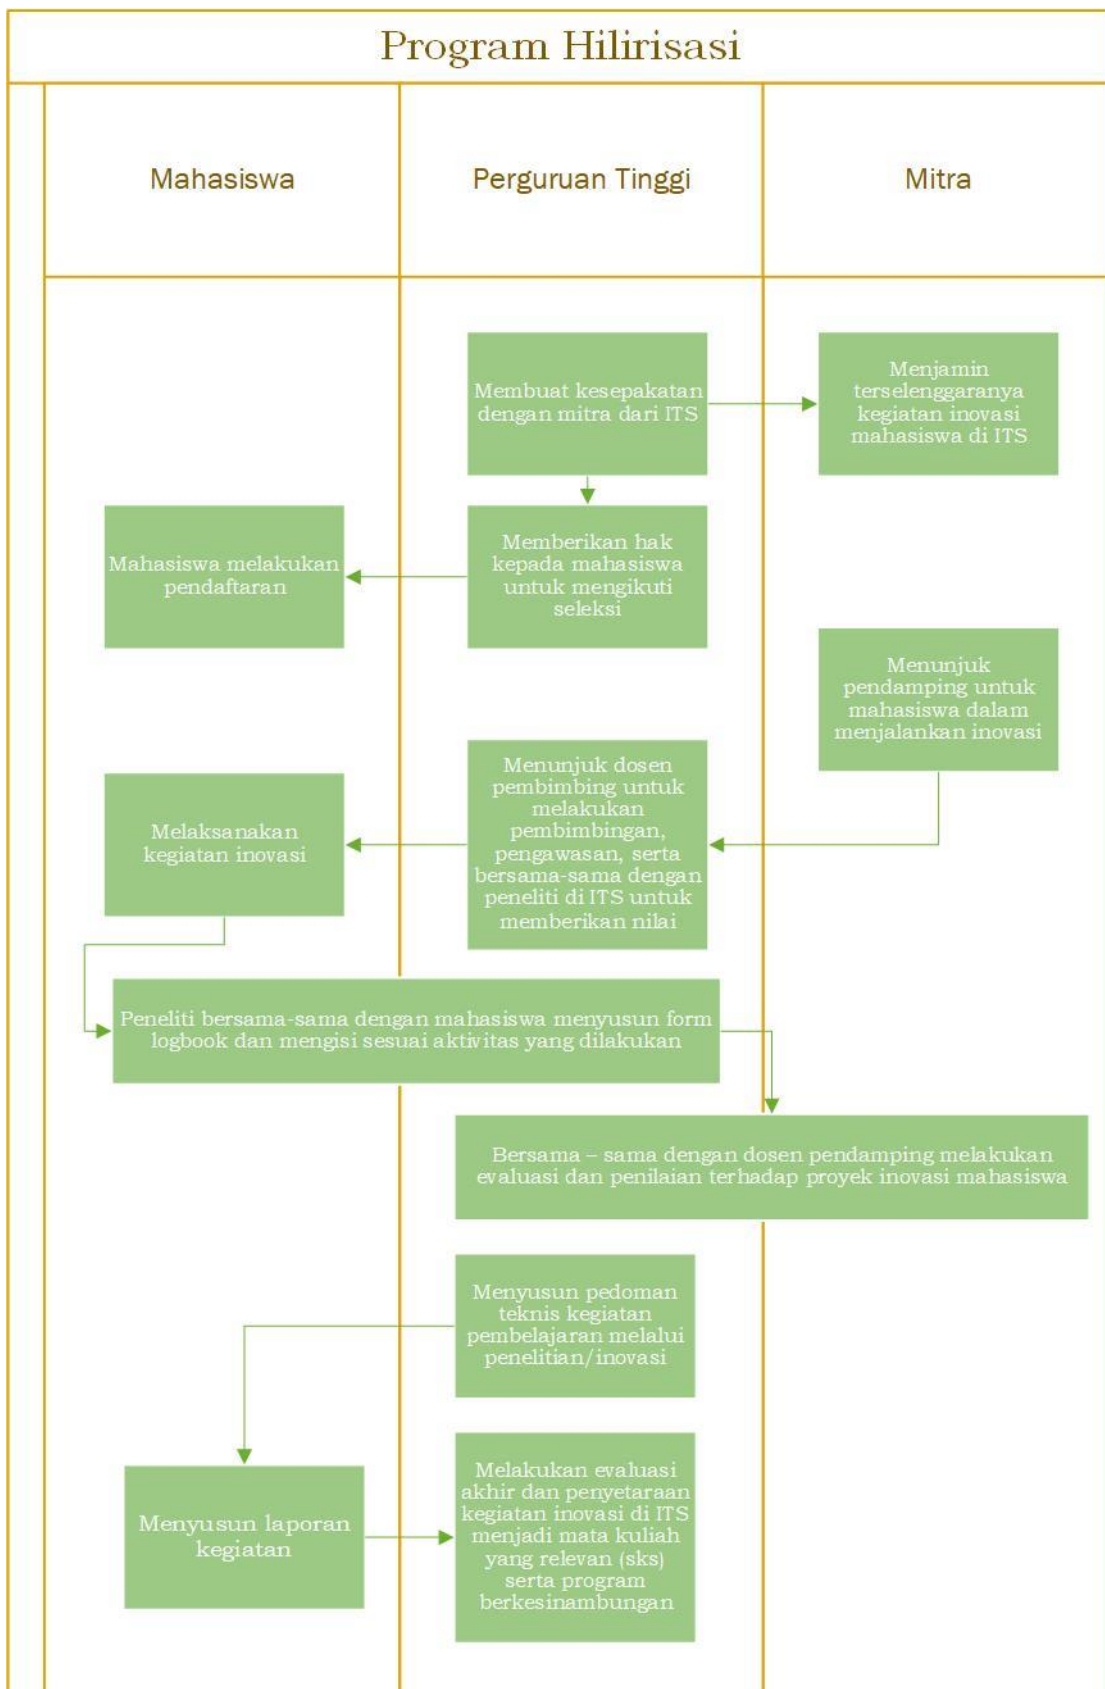 Program Hilirisasi
Mahasiswa
Perguruan Tinggi
Mitra
Membuat kesepakatan
dengan mitra dari ITS
Menjamin
terselenggaranya
kegiatan inovasi
mahasiswa di ITS
Mahasiswa melakukan
pendaftaran
Memberikan hak
kepada mahasiswa
untuk mengikuti
seleksi
Menunjuk
pendamping untuk
mahasiswa dalam
menjalankan inovasi
Melaksanakan
kegiatan inovasi
Menunjuk dosen
pembimbing untuk
melakukan
pembimbingan,
pengawasan, serta
bersama-sama dengan
peneliti di ITS untuk
memberikan nilai
Peneliti bersama-sama dengan mahasiswa menyusun form
logbook dan mengisi sesuai aktivitas yang dilakukan
Bersama – sama dengan dosen pendamping melakukan
evaluasi dan penilaian terhadap proyek inovasi mahasiswa
Menyusun pedoman
teknis kegiatan
pembelajaran melalui
penelitian/inovasi
Menyusun laporan
kegiatan
Melakukan evaluasi
akhir dan penyetaraan
kegiatan inovasi di ITS
menjadi mata kuliah
yang relevan (sks)
serta program
berkesinambungan